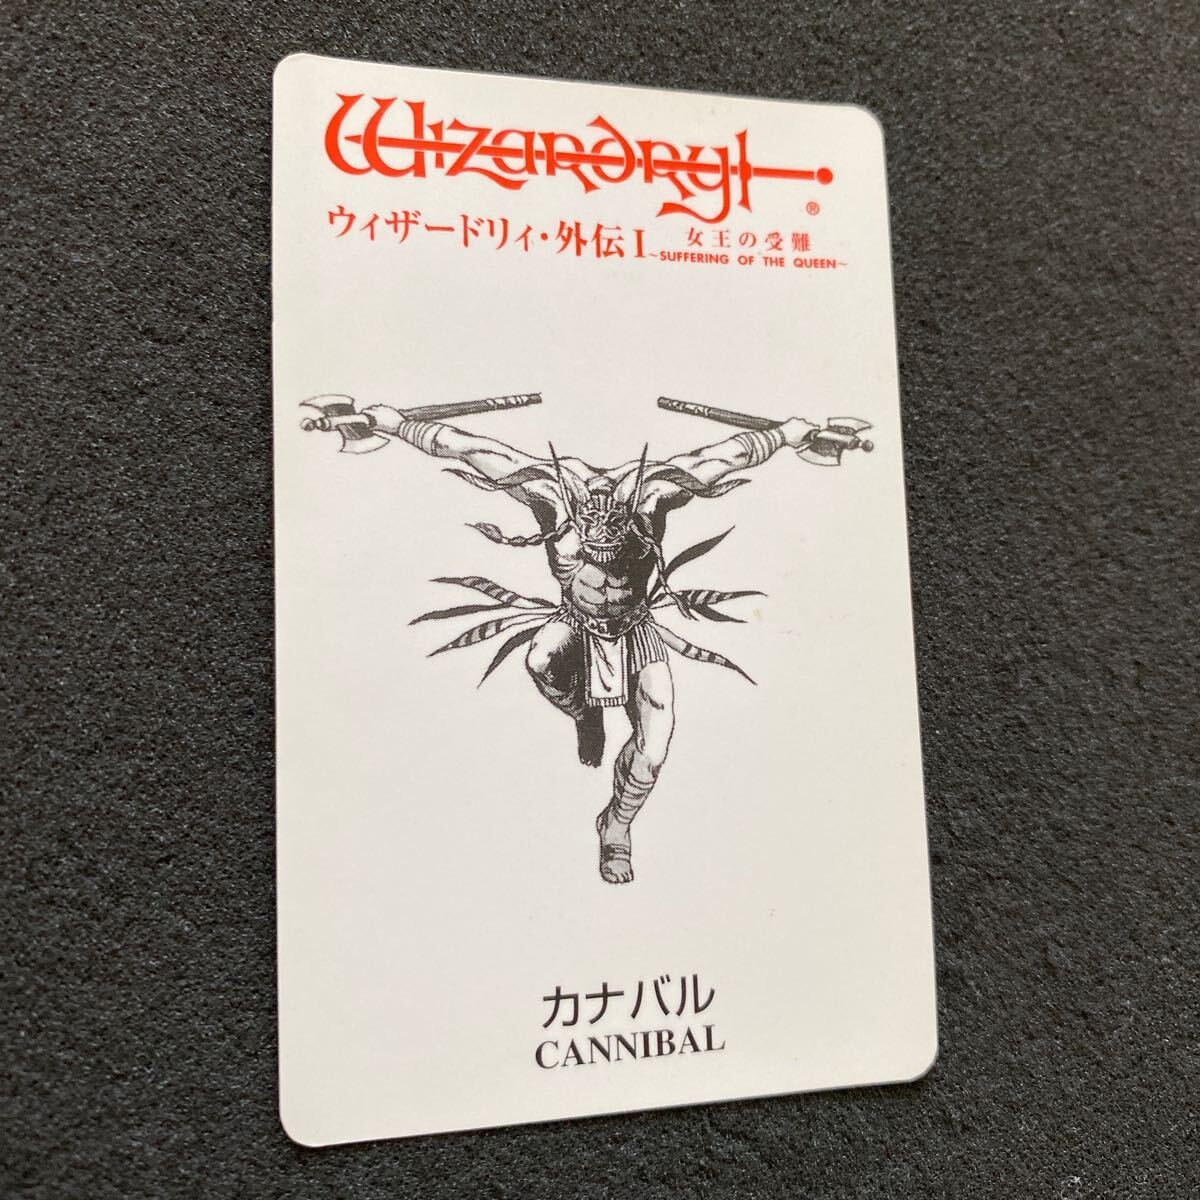 Wizardry
®
ウィザードリィ・外伝I 女王の受難
~SUFFERING OF THE QUEEN~
カナバル
CANNIBAL